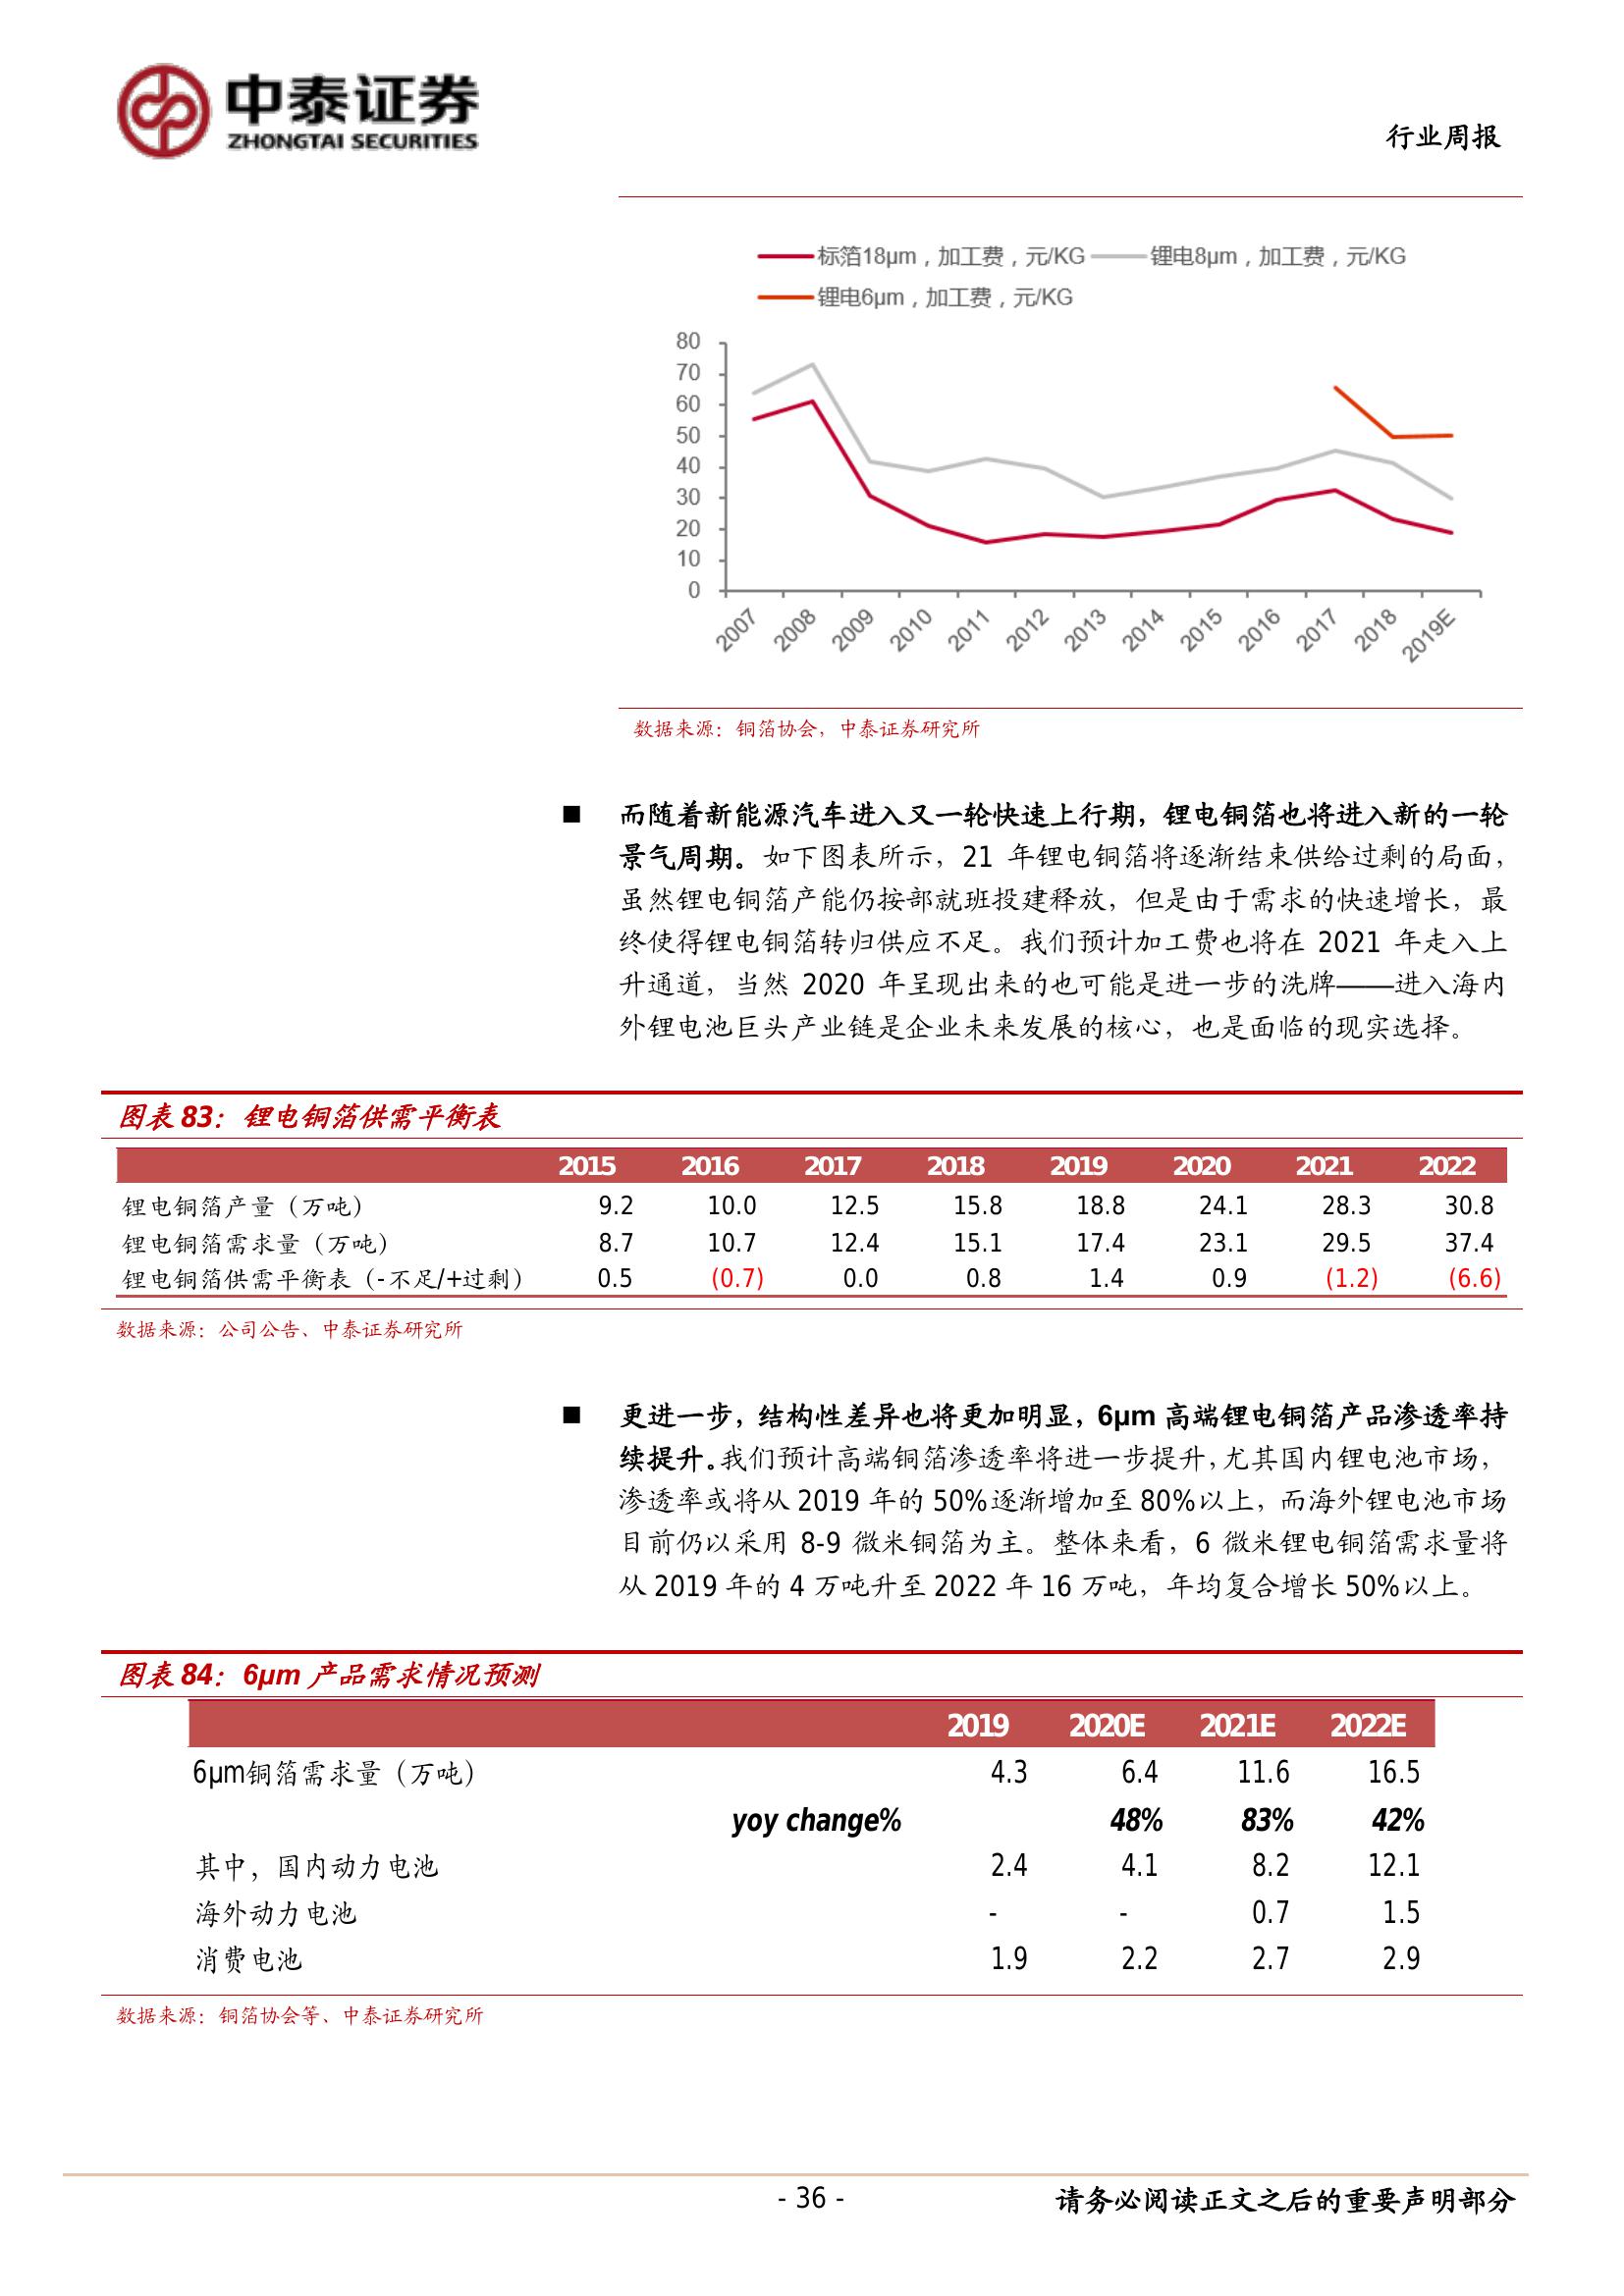 中泰证券
ZHONGTAI SECURITIES
行业周报
标箔18μm，加工费，元/KG 锂电8μm，加工费，元/KG
锂电6μm，加工费，元/KG
80
70
60
50
40
30
20
10
0
2007 2008 2009 2010 2011 2012 2013 2014 2015 2016 2017 2018 2019E
数据来源：铜箔协会，中泰证券研究所
■ 而随着新能源汽车进入又一轮快速上行期，锂电铜箔也将进入新的一轮
景气周期。如下图表所示，21 年锂电铜箔将逐渐结束供给过剩的局面，
虽然锂电铜箔产能仍按部就班投建释放，但是由于需求的快速增长，最
终使得锂电铜箔转归供应不足。我们预计加工费也将在 2021 年走入上
升通道，当然 2020 年呈现出来的也可能是进一步的洗牌——进入海内
外锂电池巨头产业链是企业未来发展的核心，也是面临的现实选择。
图表 83：锂电铜箔供需平衡表
2015 2016 2017 2018 2019 2020 2021 2022
锂电铜箔产量（万吨） 9.2 10.0 12.5 15.8 18.8 24.1 28.3 30.8
锂电铜箔需求量（万吨） 8.7 10.7 12.4 15.1 17.4 23.1 29.5 37.4
锂电铜箔供需平衡表（-不足/+过剩） 0.5 (0.7) 0.0 0.8 1.4 0.9 (1.2) (6.6)
数据来源：公司公告、中泰证券研究所
■ 更进一步，结构性差异也将更加明显，6μm 高端锂电铜箔产品渗透率持
续提升。我们预计高端铜箔渗透率将进一步提升，尤其国内锂电池市场，
渗透率或将从 2019 年的 50%逐渐增加至 80%以上，而海外锂电池市场
目前仍以采用 8-9 微米铜箔为主。整体来看，6 微米锂电铜箔需求量将
从 2019 年的 4 万吨升至 2022 年 16 万吨，年均复合增长 50%以上。
图表 84：6μm 产品需求情况预测
2019 2020E 2021E 2022E
6μm铜箔需求量（万吨） 4.3 6.4 11.6 16.5
yoy change% 48% 83% 42%
其中，国内动力电池 2.4 4.1 8.2 12.1
海外动力电池 - - 0.7 1.5
消费电池 1.9 2.2 2.7 2.9
数据来源：铜箔协会等、中泰证券研究所
- 36 - 请务必阅读正文之后的重要声明部分